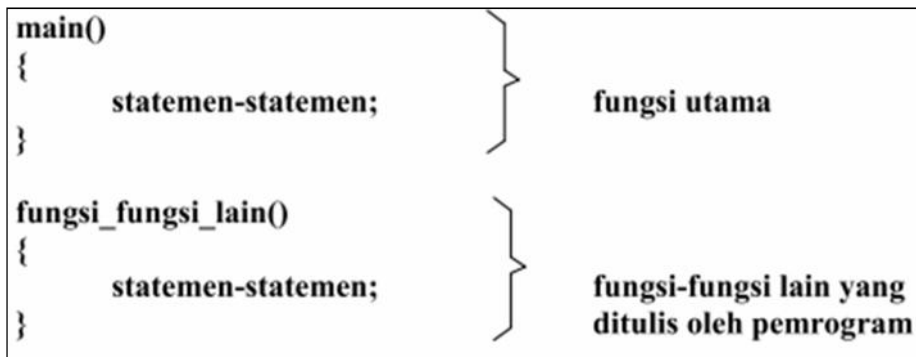 main()
{
statemen-statemen; fungsi utama
}
fungsi_fungsi_lain()
{
statemen-statemen; fungsi-fungsi lain yang
} ditulis oleh pemrogram